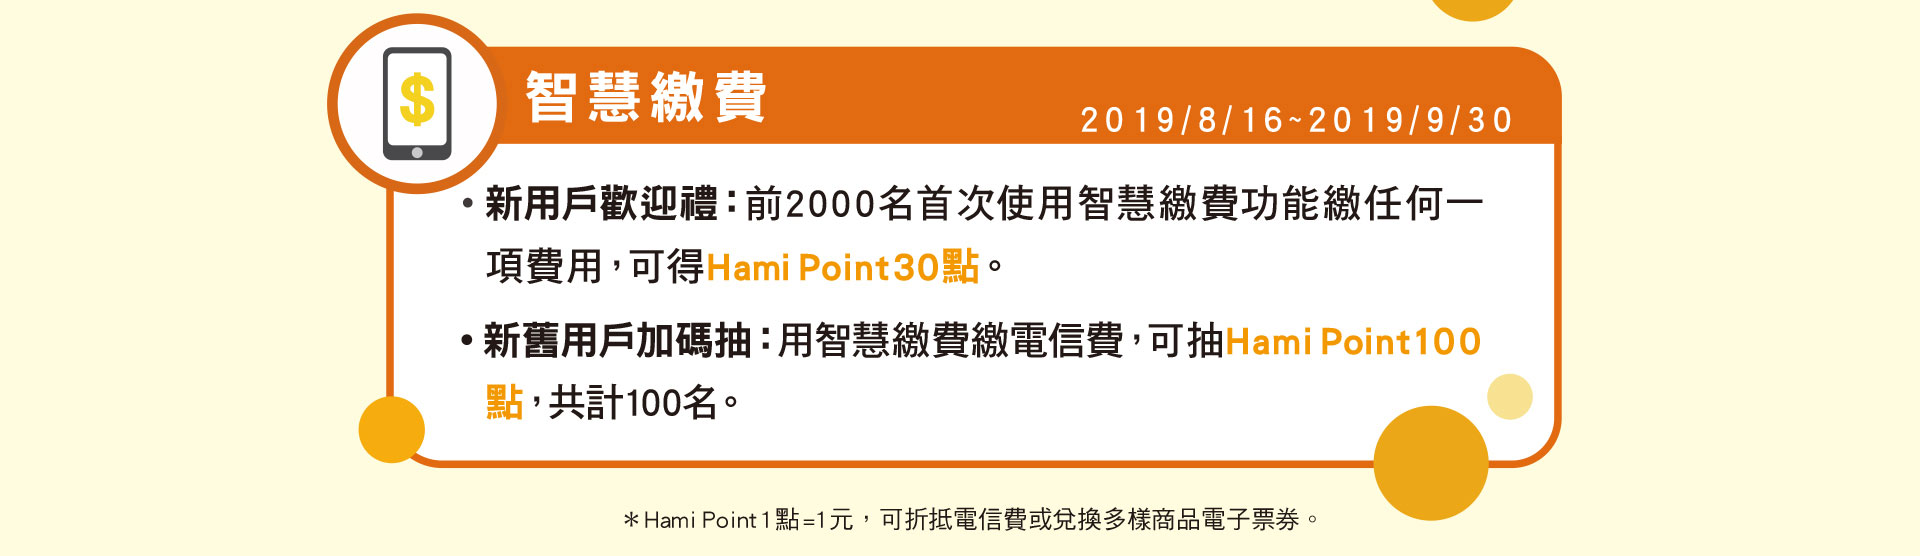 $
智慧繳費
2019/8/16~2019/9/30
•新用戶歡迎禮：前2000名首次使用智慧繳費功能繳任何一
項費用，可得Hami Point30點。
•新舊用戶加碼抽：用智慧繳費繳電信費，可抽Hami Point100
點，共計100名。
＊Hami Point 1點=1元，可折抵電信費或兌換多樣商品電子票券。